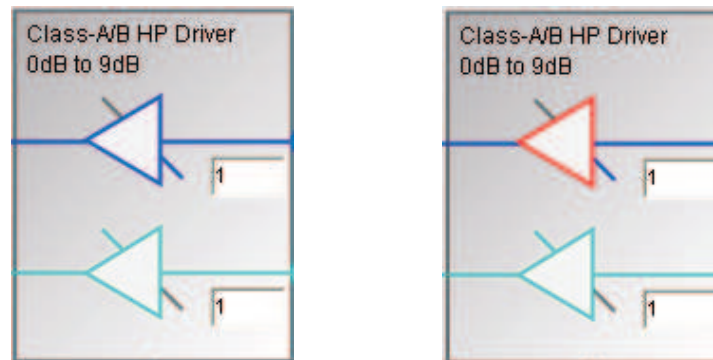 Class-A/B HP Driver
0dB to 9dB
1
1
Class-A/B HP Driver
0dB to 9dB
1
1